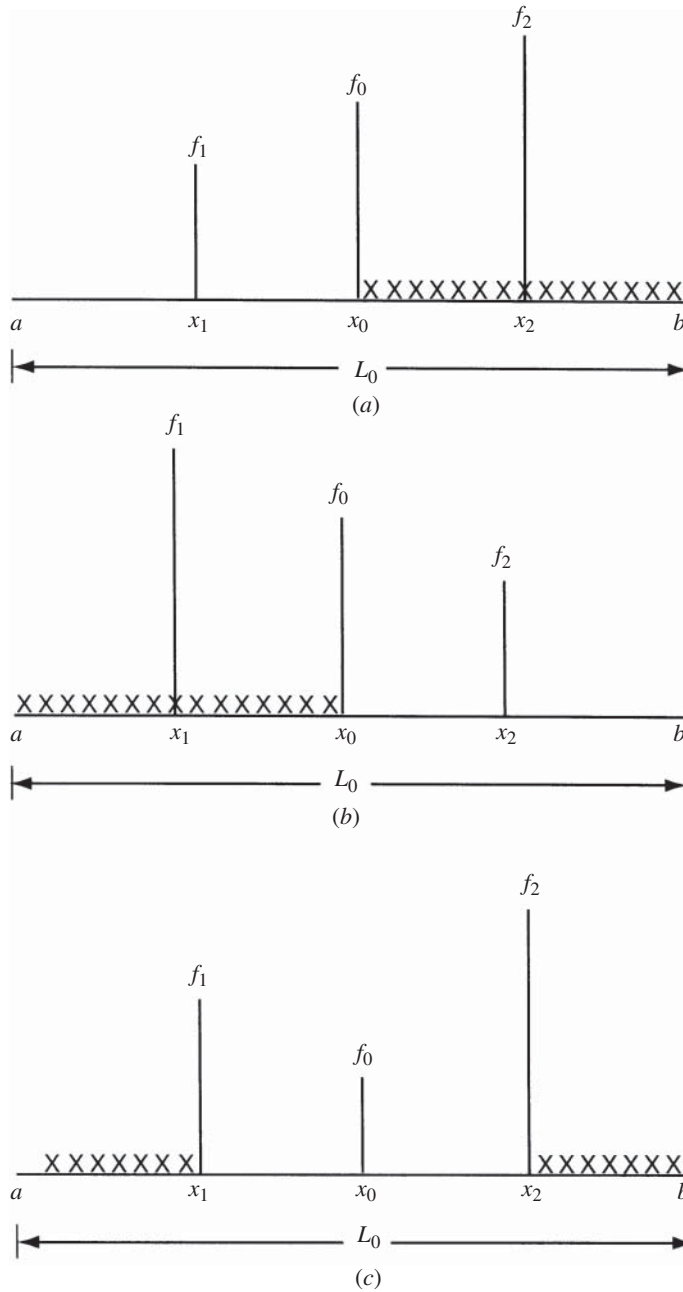 f₂
f₀
f₁
X X X X X X X X X X X X X X X
a x₁ x₀ x₂ b
L₀
(a)
f₁
f₀
f₂
X X X X X X X X X X X X X X X
a x₁ x₀ x₂ b
L₀
(b)
f₂
f₁
f₀
X X X X X X X X X X X X X X
a x₁ x₀ x₂ b
L₀
(c)